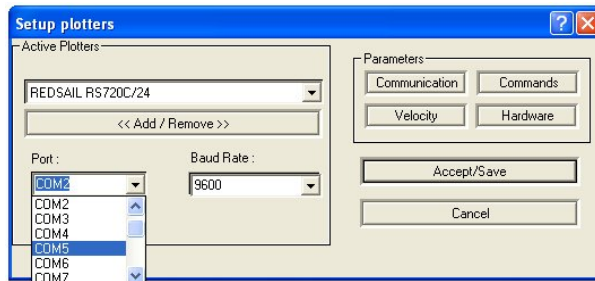 Setup plotters
Active Plotters
REDSAIL RS720C/24
<< Add / Remove >>
Port :
Baud Rate :
COM2
9600
COM2
COM3
COM4
COM5
COM6
COM7
Parameters
Communication
Commands
Velocity
Hardware
Accept/Save
Cancel